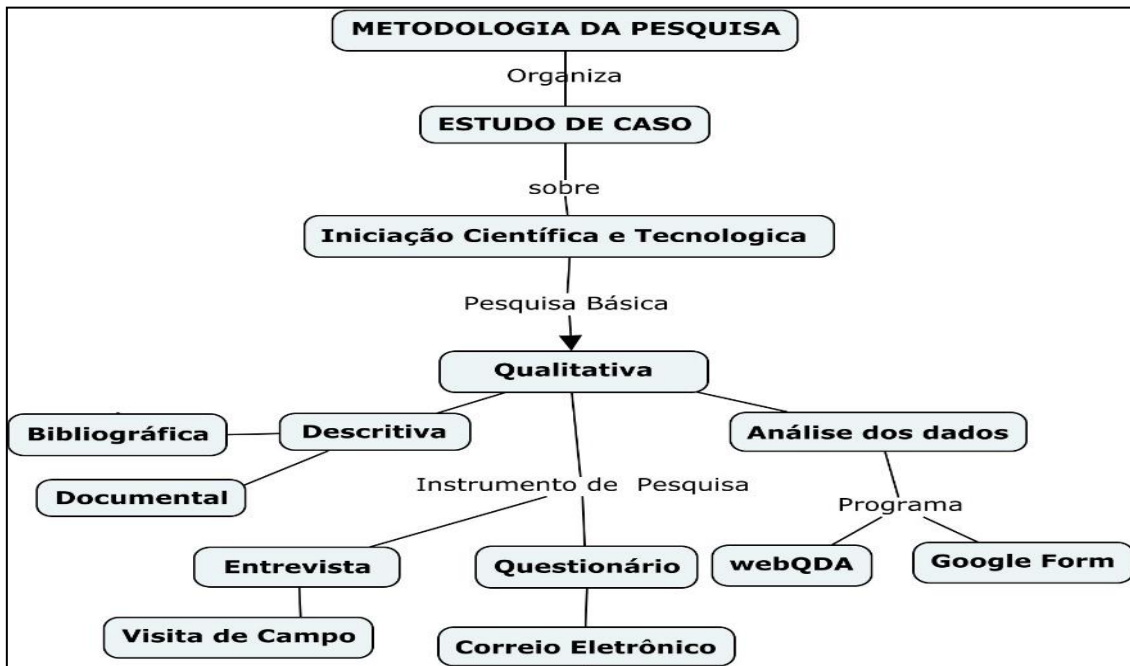 METODOLOGIA DA PESQUISA
Organiza
ESTUDO DE CASO
sobre
Iniciação Científica e Tecnologica
Pesquisa Básica
Qualitativa
Bibliográfica
Descritiva
Análise dos dados
Documental
Instrumento de Pesquisa
Programa
Entrevista
Questionário
webQDA
Google Form
Visita de Campo
Correio Eletrônico